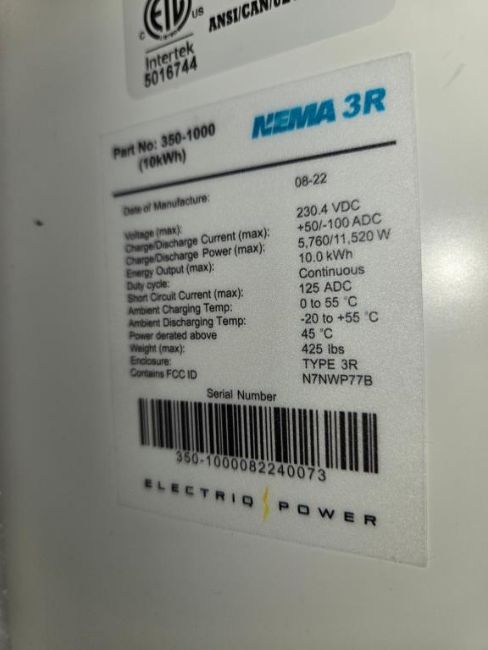 ETL
C US
ANSI/CAN/UL
Intertek
5016744
NEMA 3R
Part No: 350-1000
(10kWh)
Date of Manufacture: 08-22
Voltage (max): 230.4 VDC
Charge/Discharge Current (max): +50/-100 ADC
Charge/Discharge Power (max): 5,760/11,520 W
Energy Output (max): 10.0 kWh
Duty cycle: Continuous
Short Circuit Current (max): 125 ADC
Ambient Charging Temp: 0 to 55 °C
Ambient Discharging Temp: -20 to +55 °C
Power derated above 45 °C
Weight (max): 425 lbs
Enclosure: TYPE 3R
Contains FCC ID N7NWP77B
Serial Number
350-1000082240073
ELECTRIQ POWER